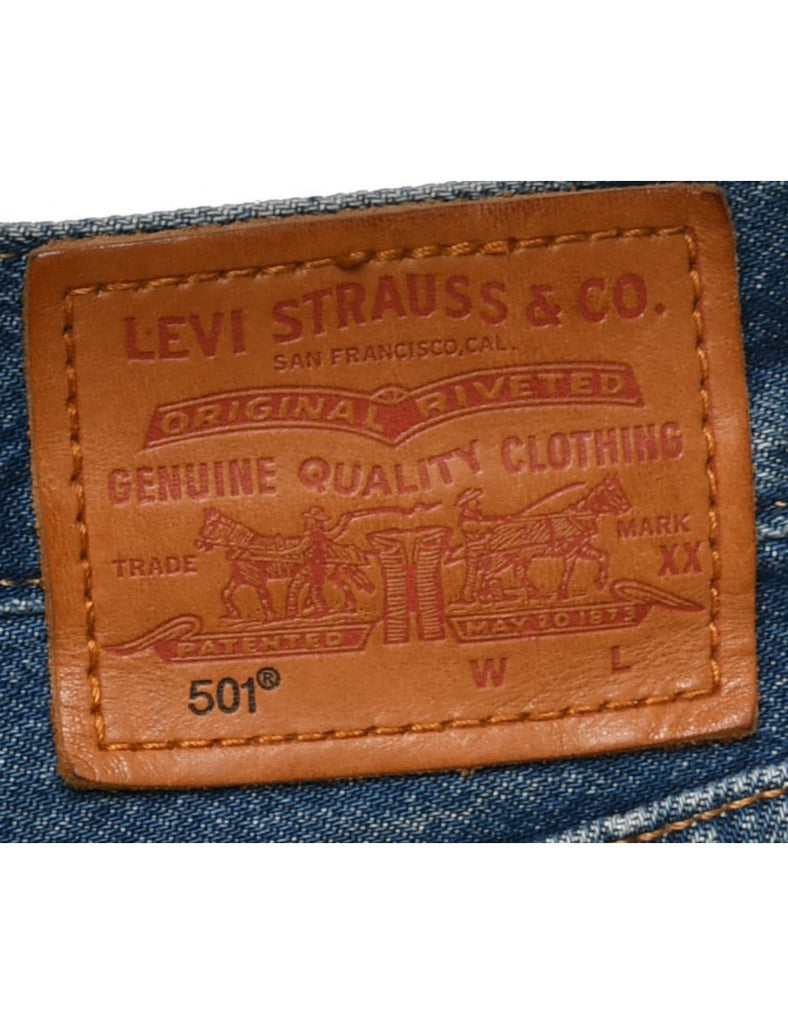 LEVI STRAUSS & CO.
SAN FRANCISCO, CAL.
ORIGINAL RIVETED
GENUINE QUALITY CLOTHING
TRADE MARK
XX
PATENTED MAY 20 1873
W L
501®